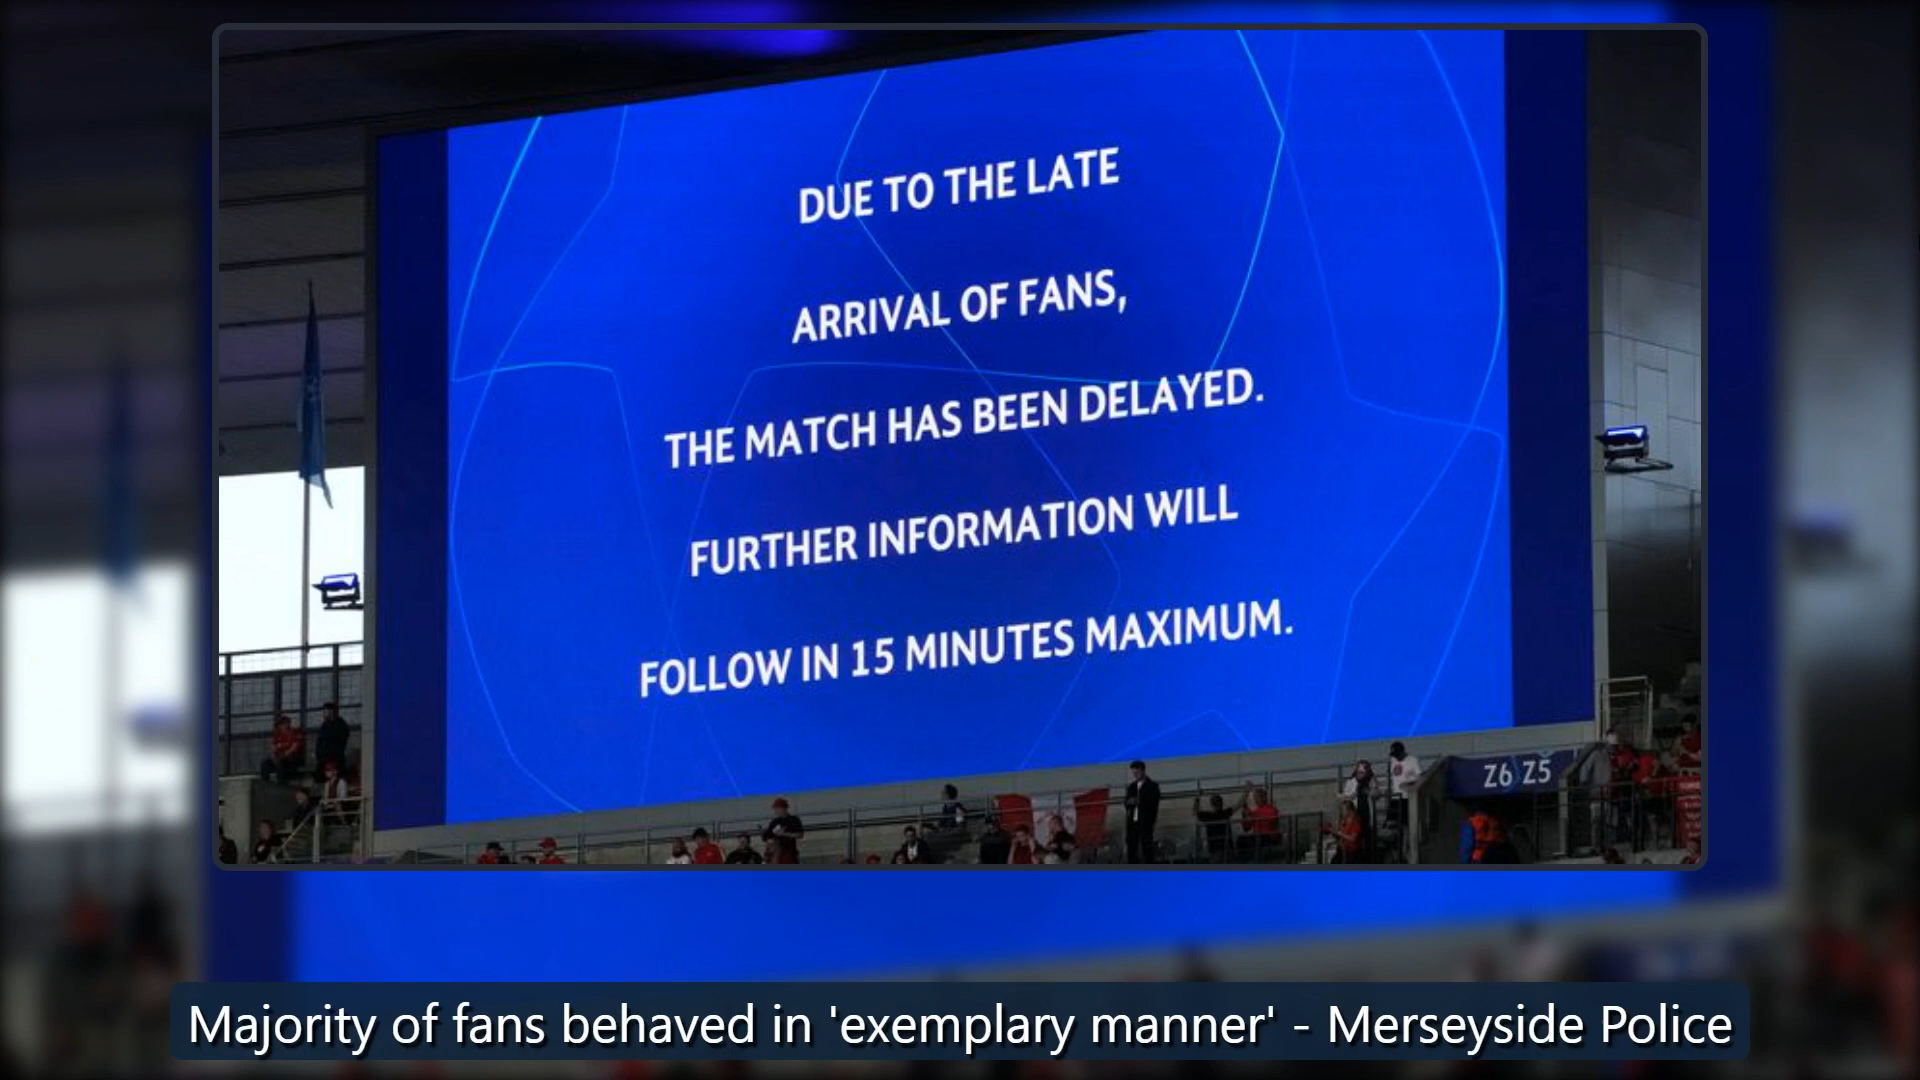 DUE TO THE LATE
ARRIVAL OF FANS,
THE MATCH HAS BEEN DELAYED.
FURTHER INFORMATION WILL
FOLLOW IN 15 MINUTES MAXIMUM.
Z6 Z5
Majority of fans behaved in 'exemplary manner' - Merseyside Police